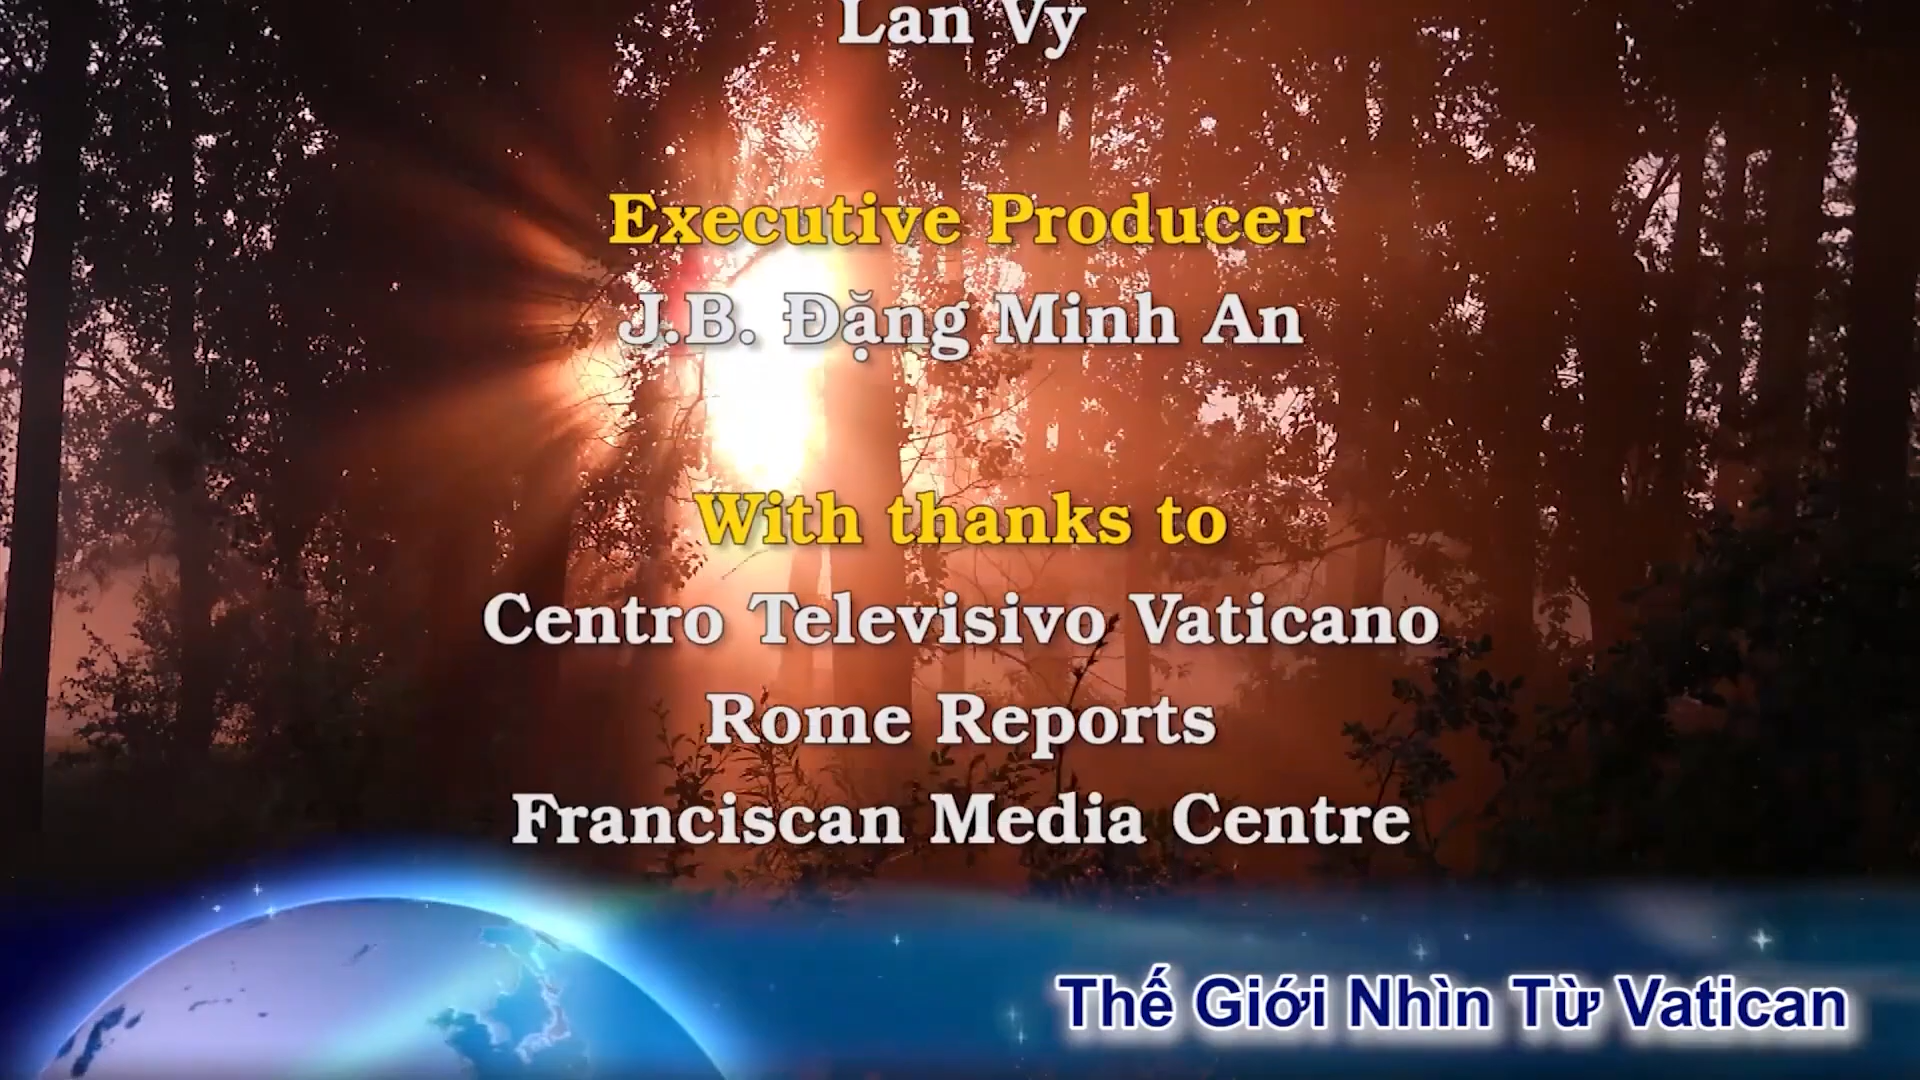 Lan Vy
Executive Producer
J.B. Đặng Minh An
With thanks to
Centro Televisivo Vaticano
Rome Reports
Franciscan Media Centre
Thế Giới Nhìn Từ Vatican